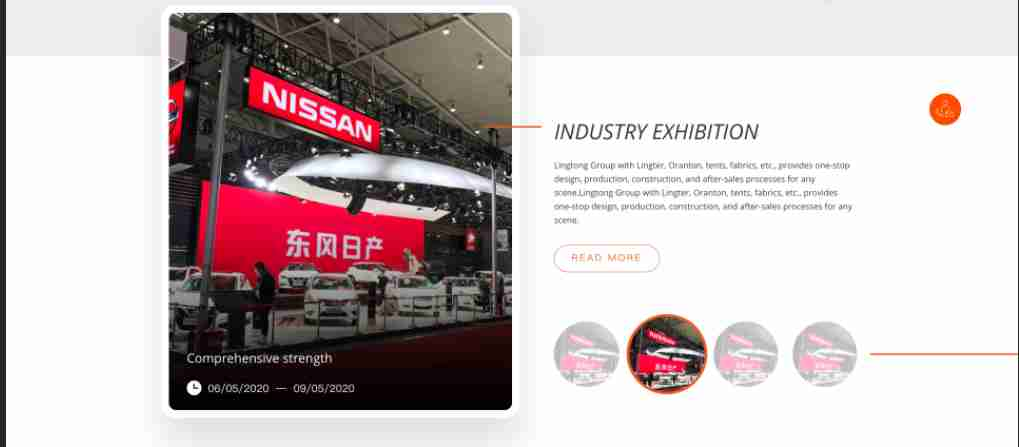 NISSAN
东风日产
Comprehensive strength
06/05/2020 — 09/05/2020
INDUSTRY EXHIBITION
Lingtong Group with Lingter, Oranton, tents, fabrics, etc., provides one-stop
design, production, construction, and after-sales processes for any
scene.Lingtong Group with Lingter, Oranton, tents, fabrics, etc., provides
one-stop design, production, construction, and after-sales processes for any
scene.
READ MORE